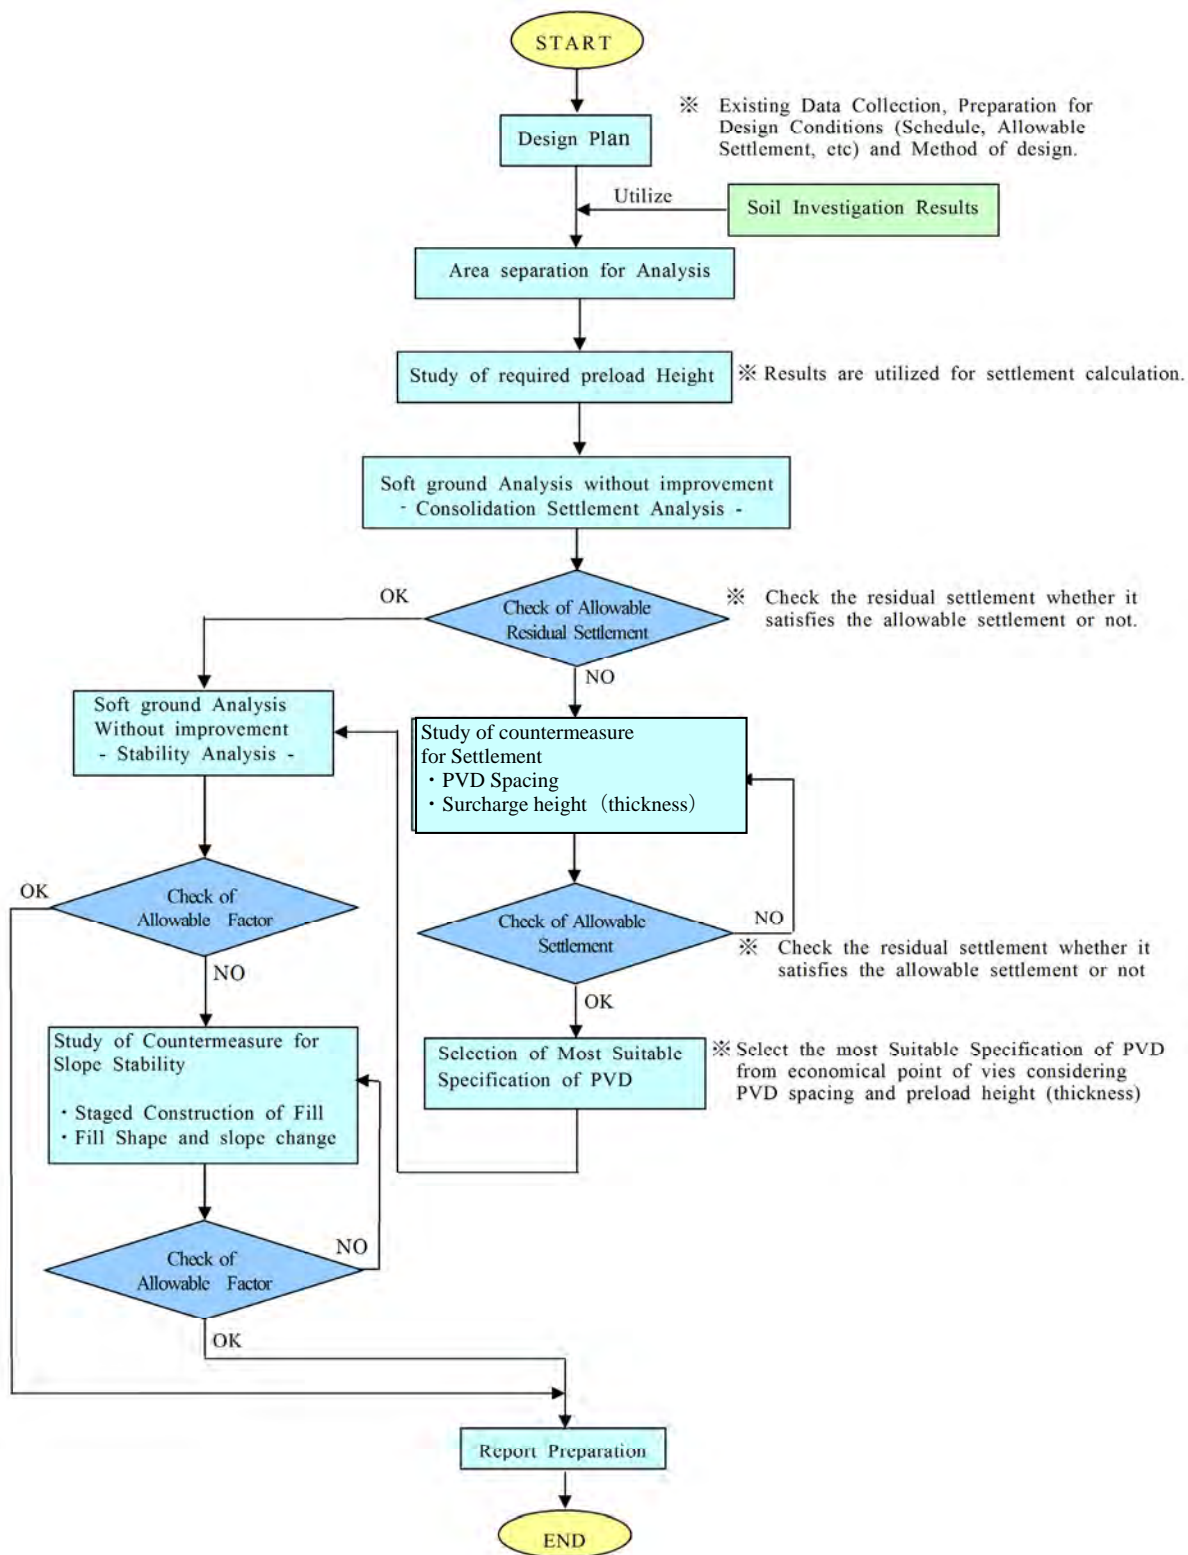 START
※ Existing Data Collection, Preparation for
Design Conditions (Schedule, Allowable
Settlement, etc) and Method of design.
Design Plan
Utilize
Soil Investigation Results
Area separation for Analysis
Study of required preload Height
※ Results are utilized for settlement calculation.
Soft ground Analysis without improvement
- Consolidation Settlement Analysis -
OK
Check of Allowable
Residual Settlement
※ Check the residual settlement whether it
satisfies the allowable settlement or not.
NO
Soft ground Analysis
Without improvement
- Stability Analysis -
Study of countermeasure
for Settlement
・PVD Spacing
・Surcharge height（thickness）
OK
Check of
Allowable Factor
Check of Allowable
Settlement
NO
※ Check the residual settlement whether it
satisfies the allowable settlement or not
NO
OK
Study of Countermeasure for
Slope Stability
・Staged Construction of Fill
・Fill Shape and slope change
Selection of Most Suitable
Specification of PVD
※ Select the most Suitable Specification of PVD
from economical point of vies considering
PVD spacing and preload height (thickness)
Check of
Allowable Factor
NO
OK
Report Preparation
END